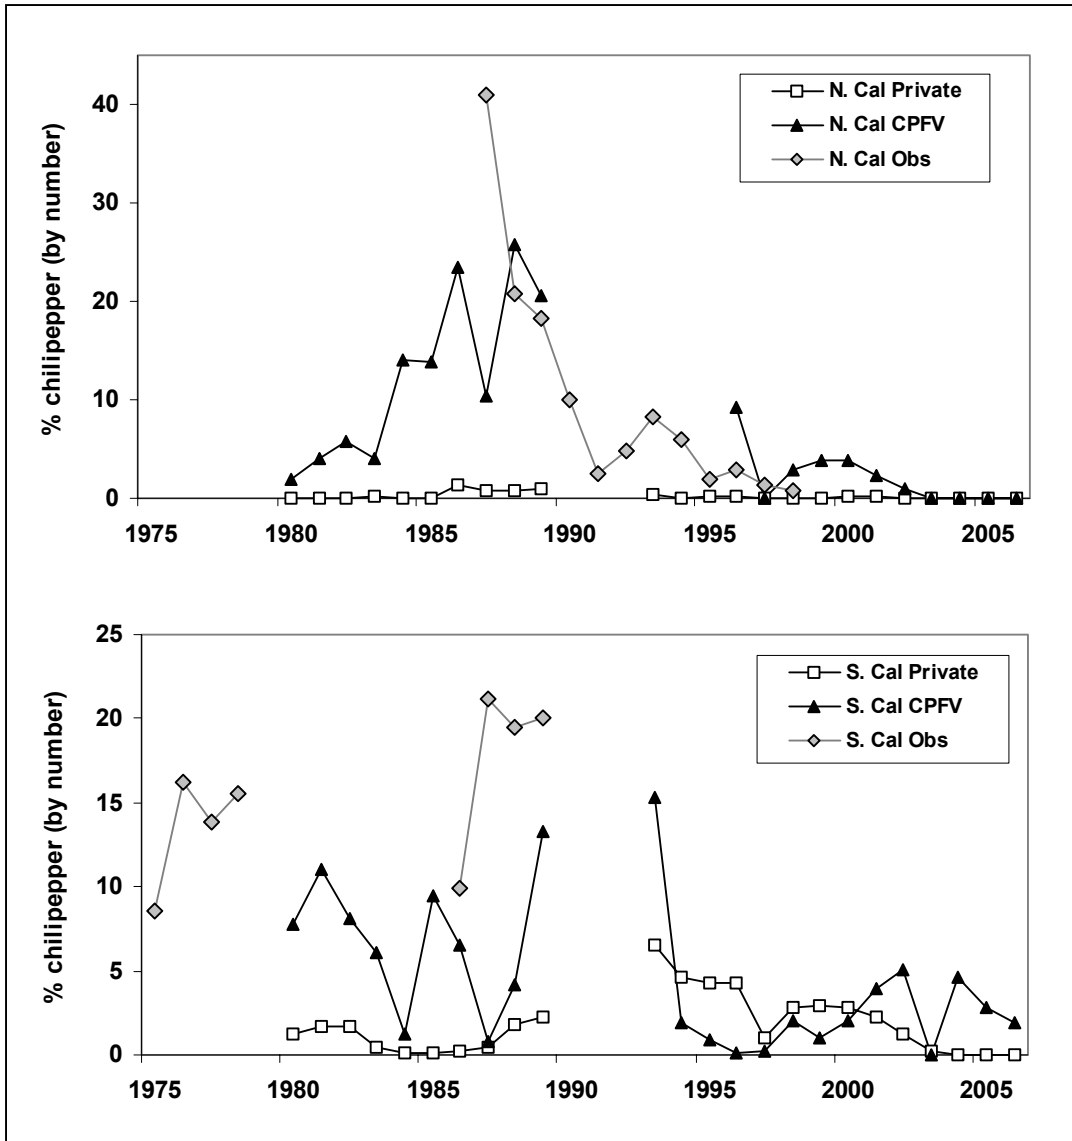 % chilipepper (by number)
40
30
20
10
0
N. Cal Private
N. Cal CPFV
N. Cal Obs
1975 1980 1985 1990 1995 2000 2005
% chilipepper (by number)
25
20
15
10
5
0
S. Cal Private
S. Cal CPFV
S. Cal Obs
1975 1980 1985 1990 1995 2000 2005